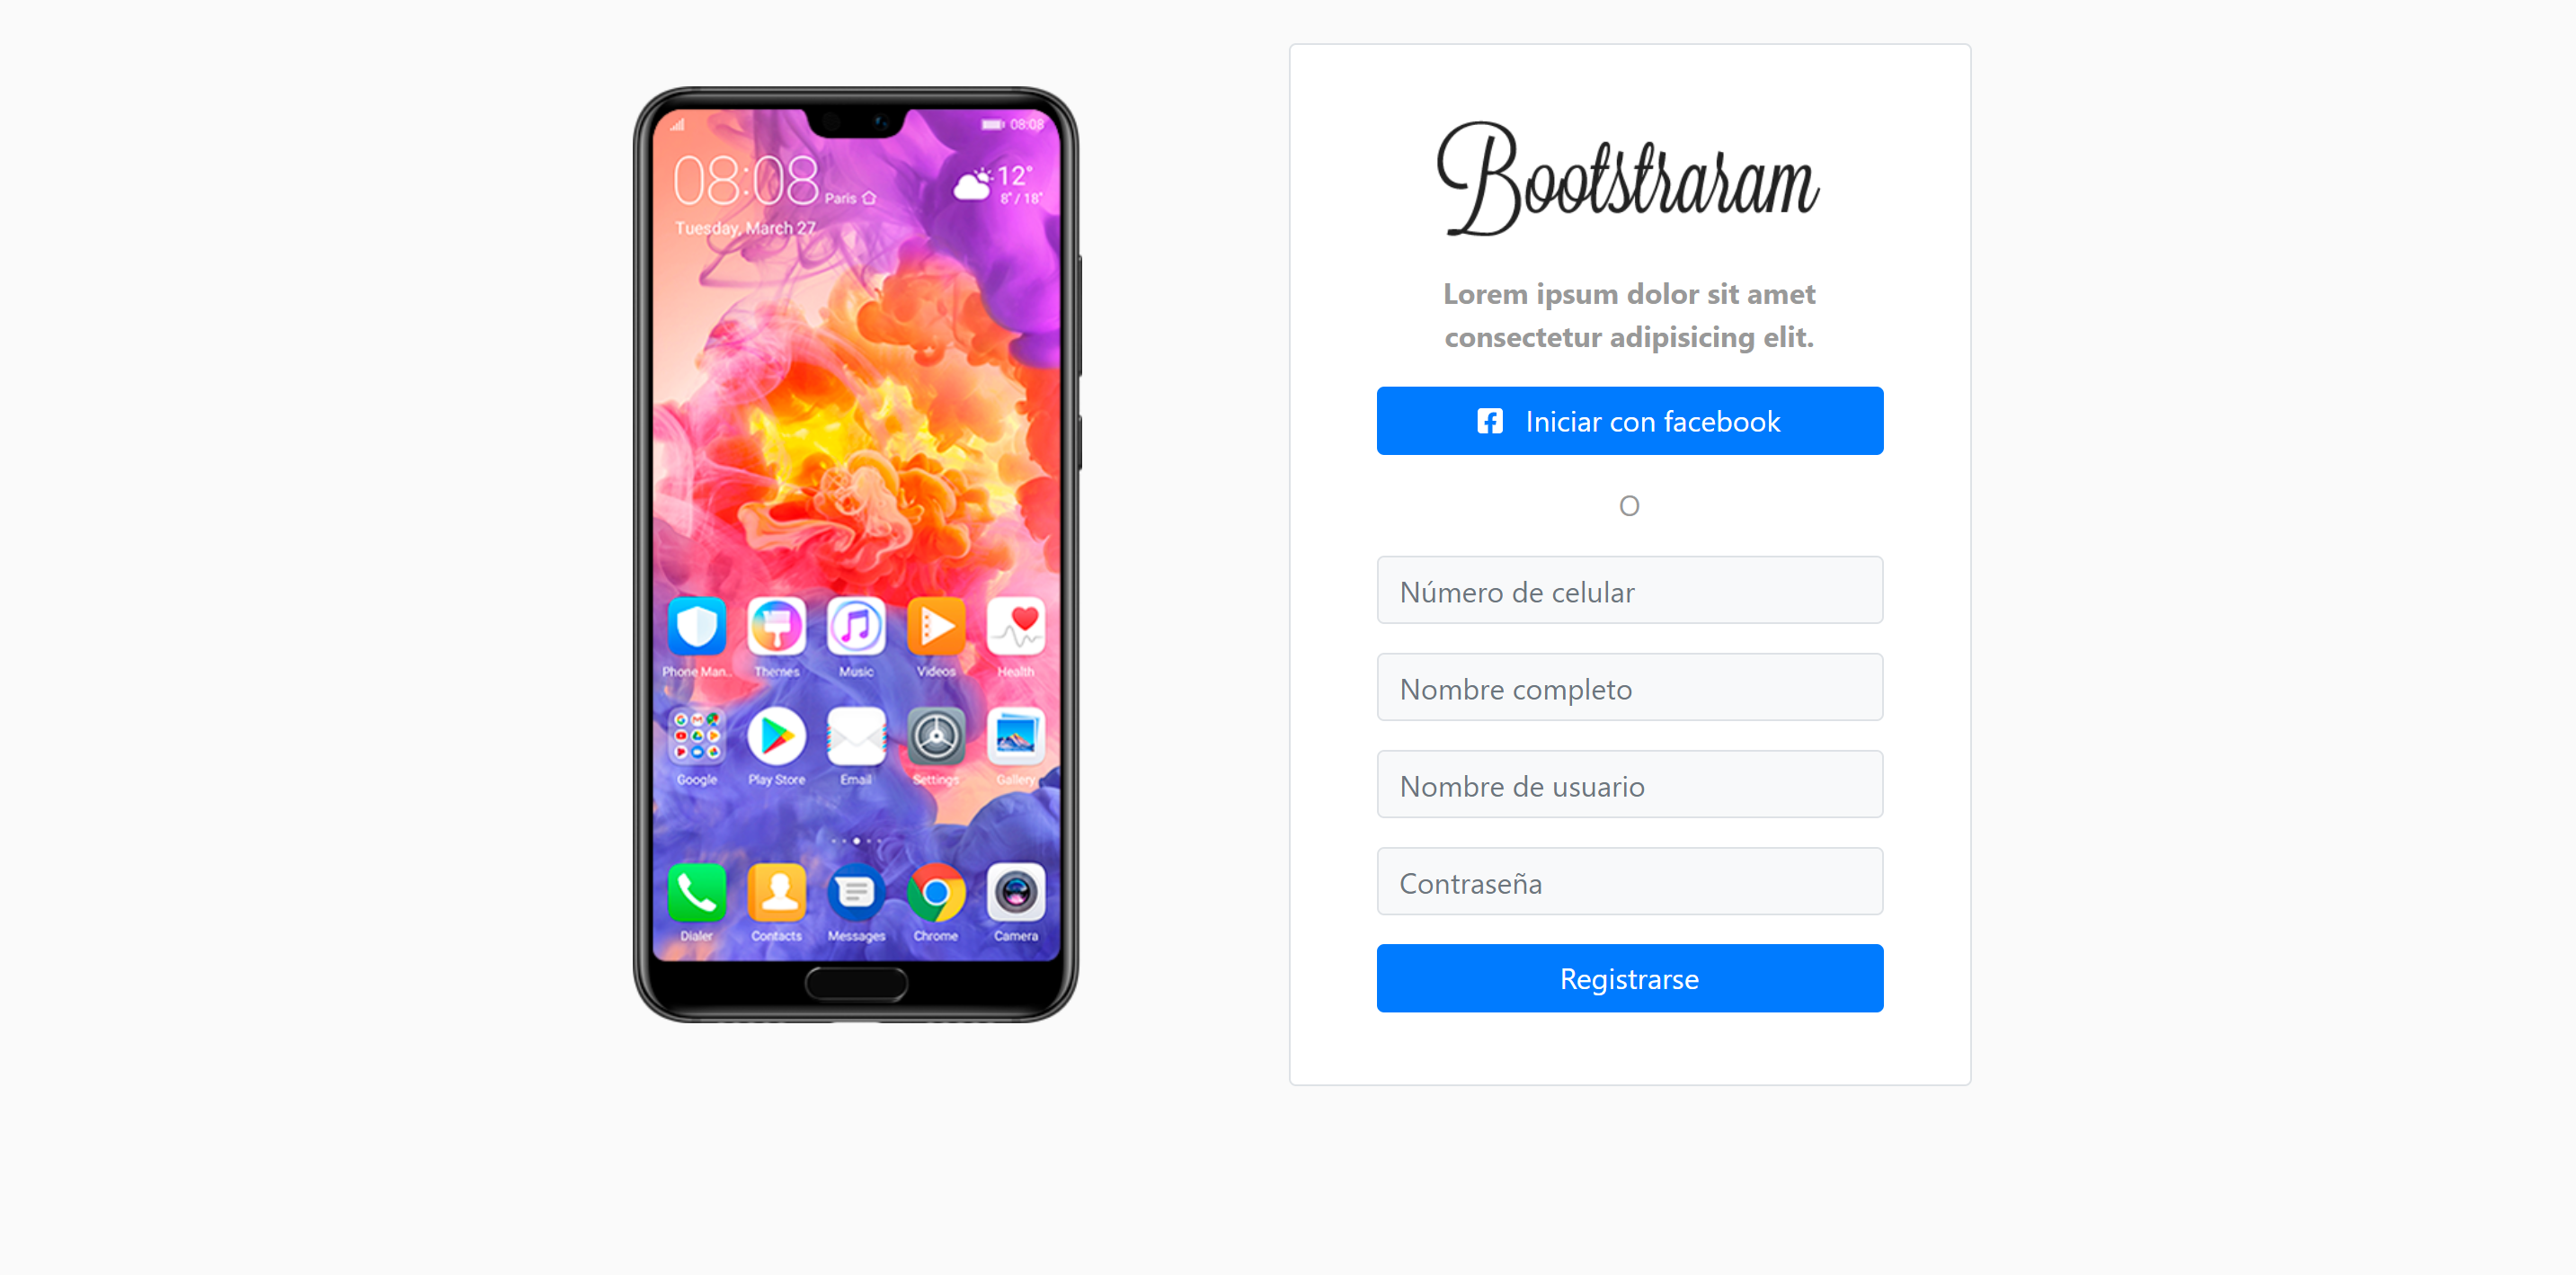 08:08
08:08 Paris
12°
8°/18°
Tuesday, March 27
Phone Man.. Themes Music Videos Health
Google Play Store Email Settings Gallery
Dialer Contacts Messages Chrome Camera
Bootstraram
Lorem ipsum dolor sit amet
consectetur adipisicing elit.
Iniciar con facebook
O
Número de celular
Nombre completo
Nombre de usuario
Contraseña
Registrarse